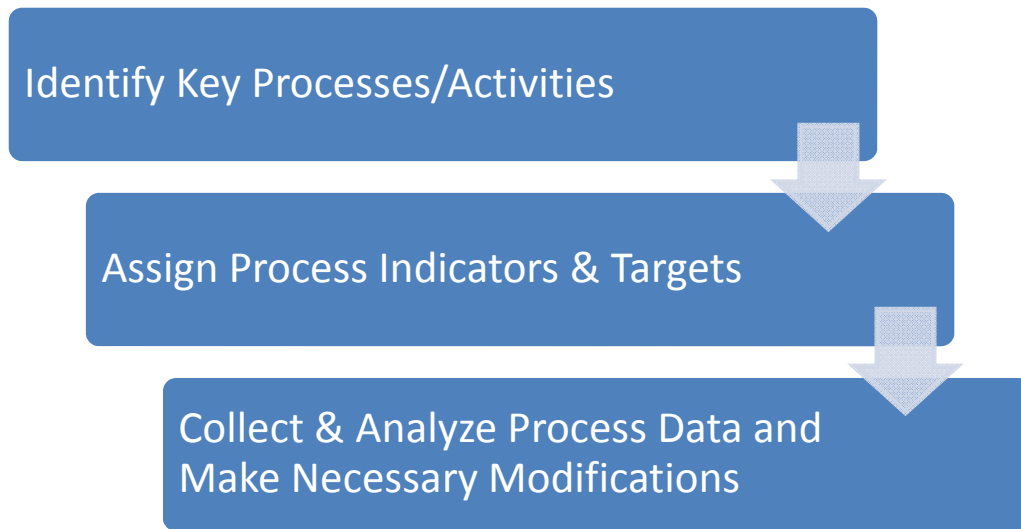 Identify Key Processes/Activities
Assign Process Indicators & Targets
Collect & Analyze Process Data and
Make Necessary Modifications